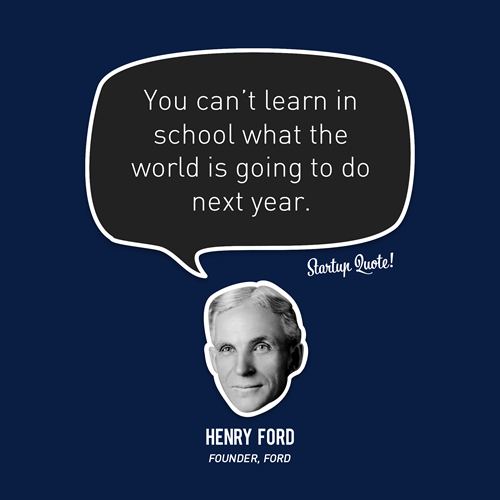 You can’t learn in
school what the
world is going to do
next year.
Startup Quote!
HENRY FORD
FOUNDER, FORD